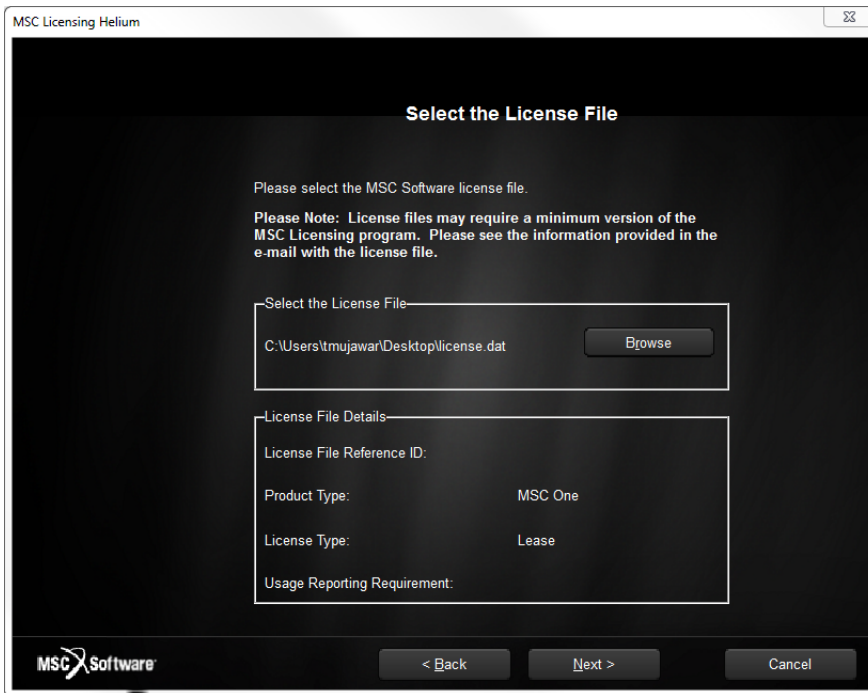 MSC Licensing Helium
Select the License File
Please select the MSC Software license file.
Please Note: License files may require a minimum version of the
MSC Licensing program. Please see the information provided in the
e-mail with the license file.
Select the License File
C:\Users\tmujawar\Desktop\license.dat
Browse
License File Details
License File Reference ID:
Product Type: MSC One
License Type: Lease
Usage Reporting Requirement:
MSC Software
< Back Next > Cancel